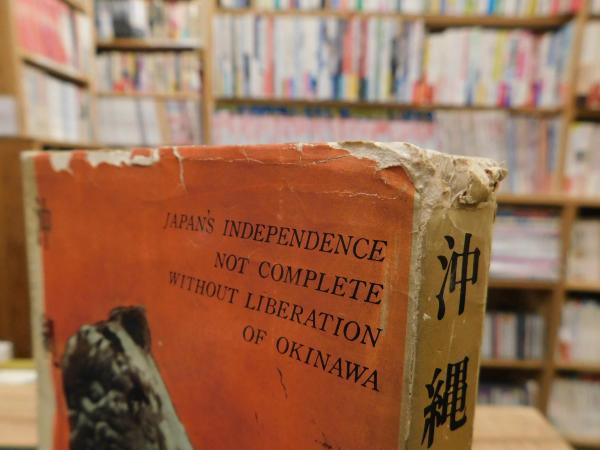 JAPAN'S INDEPENDENCE
NOT COMPLETE
WITHOUT LIBERATION
OF OKINAWA
沖縄